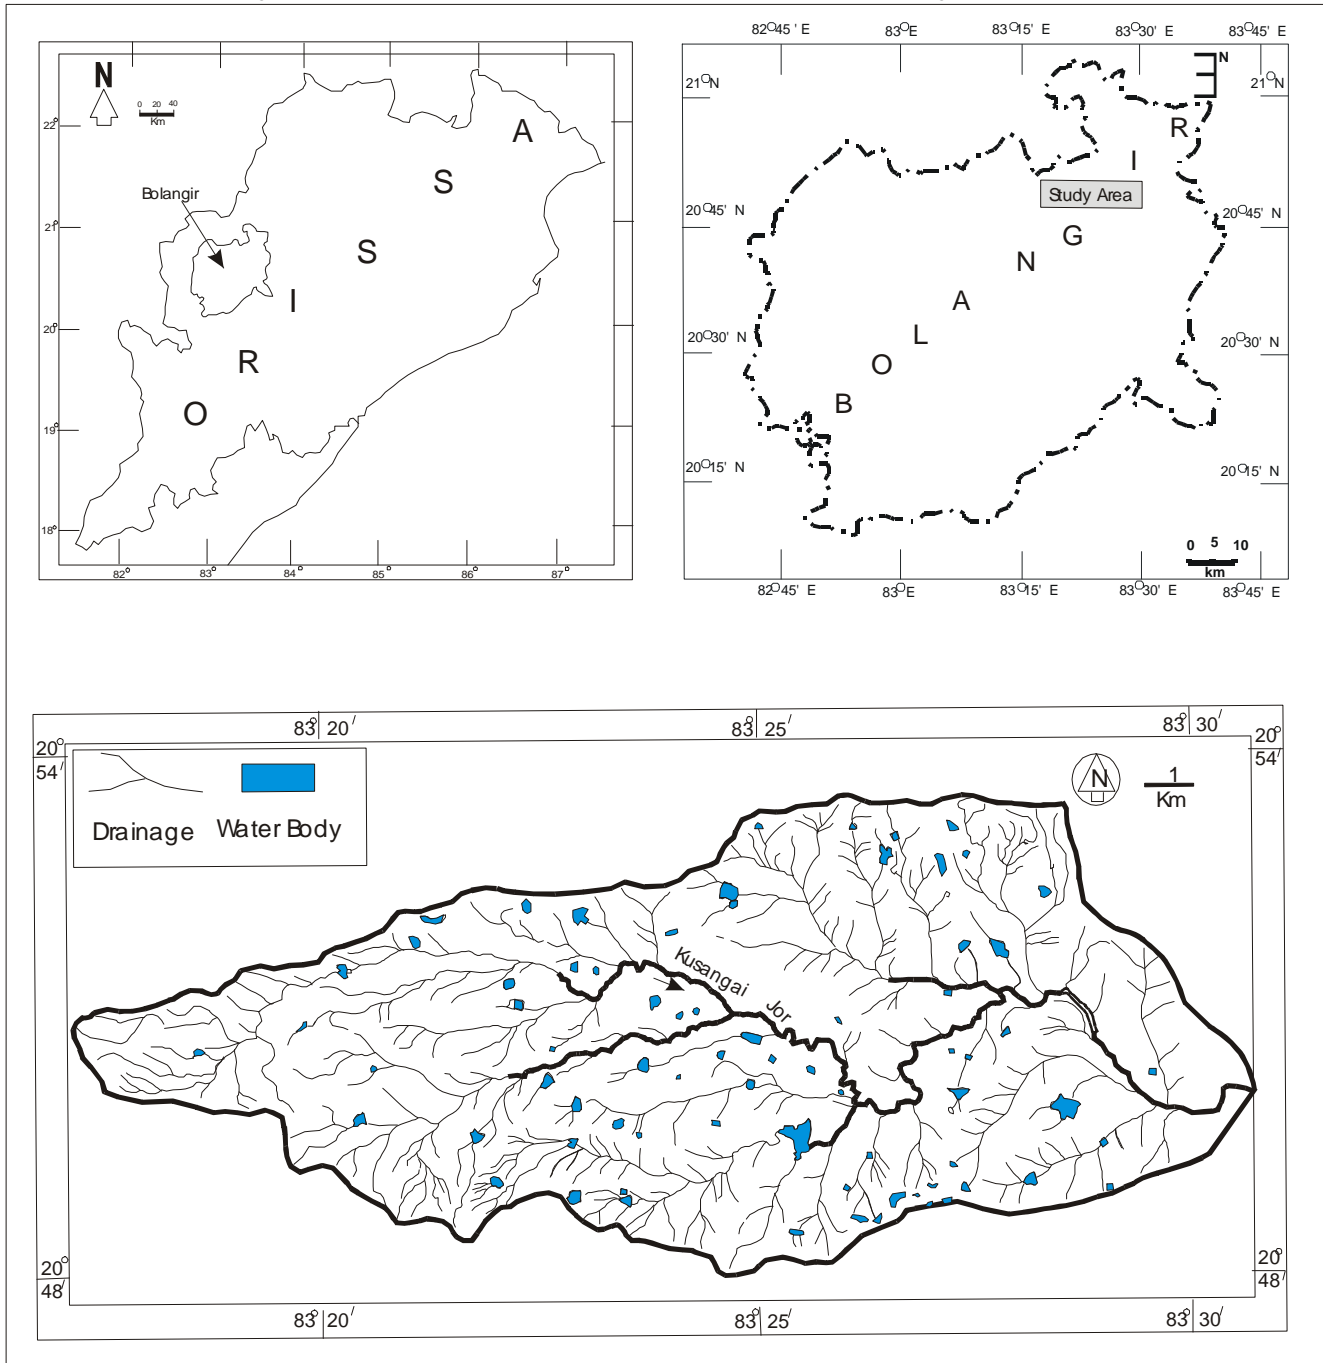 N
0 20 40
Km
22°
21°
20°
19°
18°
82°
83°
84°
85°
86°
87°
Bolangir
O
R
I
S
S
A
82°45' E
83°E
83°15' E
83°30' E
83°45' E
21°N
21°N
N
20°45' N
20°45' N
20°30' N
20°30' N
20°15' N
20°15' N
Study Area
B
O
L
A
N
G
I
R
0 5 10
km
82°45' E
83°E
83°15' E
83°30' E
83°45' E
83° 20'
83° 25'
83° 30'
20°
54'
20°
54'
Drainage
Water Body
N
1
Km
Kusangai
Jor
20°
48'
20°
48'
83° 20'
83° 25'
83° 30'